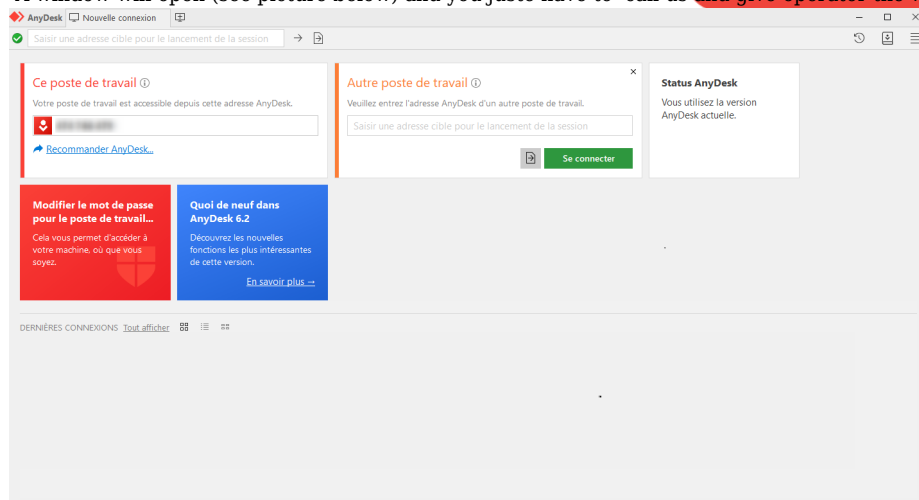 A window will open (see picture below) and you juste have to call us and give operator the
AnyDesk Nouvelle connexion
Saisir une adresse cible pour le lancement de la session
Ce poste de travail
Votre poste de travail est accessible depuis cette adresse AnyDesk.
Recommander AnyDesk...
Autre poste de travail
Veuillez entrez l'adresse AnyDesk d'un autre poste de travail.
Saisir une adresse cible pour le lancement de la session
Se connecter
Status AnyDesk
Vous utilisez la version
AnyDesk actuelle.
Modifier le mot de passe
pour le poste de travail...
Cela vous permet d'accéder à
votre machine, où que vous
soyez.
Quoi de neuf dans
AnyDesk 6.2
Découvrez les nouvelles
fonctions les plus intéressantes
de cette version.
En savoir plus →
DERNIÈRES CONNEXIONS Tout afficher